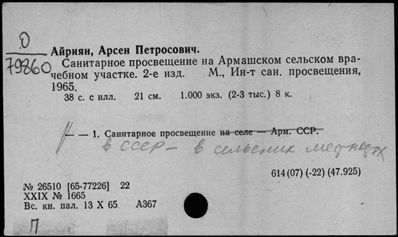 О
79860
Айриян, Арсен Петросович.
Санитарное просвещение на Армашском сельском вра-
чебном участке. 2-е изд. М., Ин-т сан. просвещения,
1965.
38 с. с илл. 21 см. 1.000 экз. (2-3 тыс.) 8 к.
— — 1. Санитарное просвещение на селе — Арм. ССР.
в СССР — в сельских
614(07) (-22) (47.925)
№ 26510 [65-77226] 22
XXIX № 1665
Вс. кн. пал. 13 X 65 А367
П